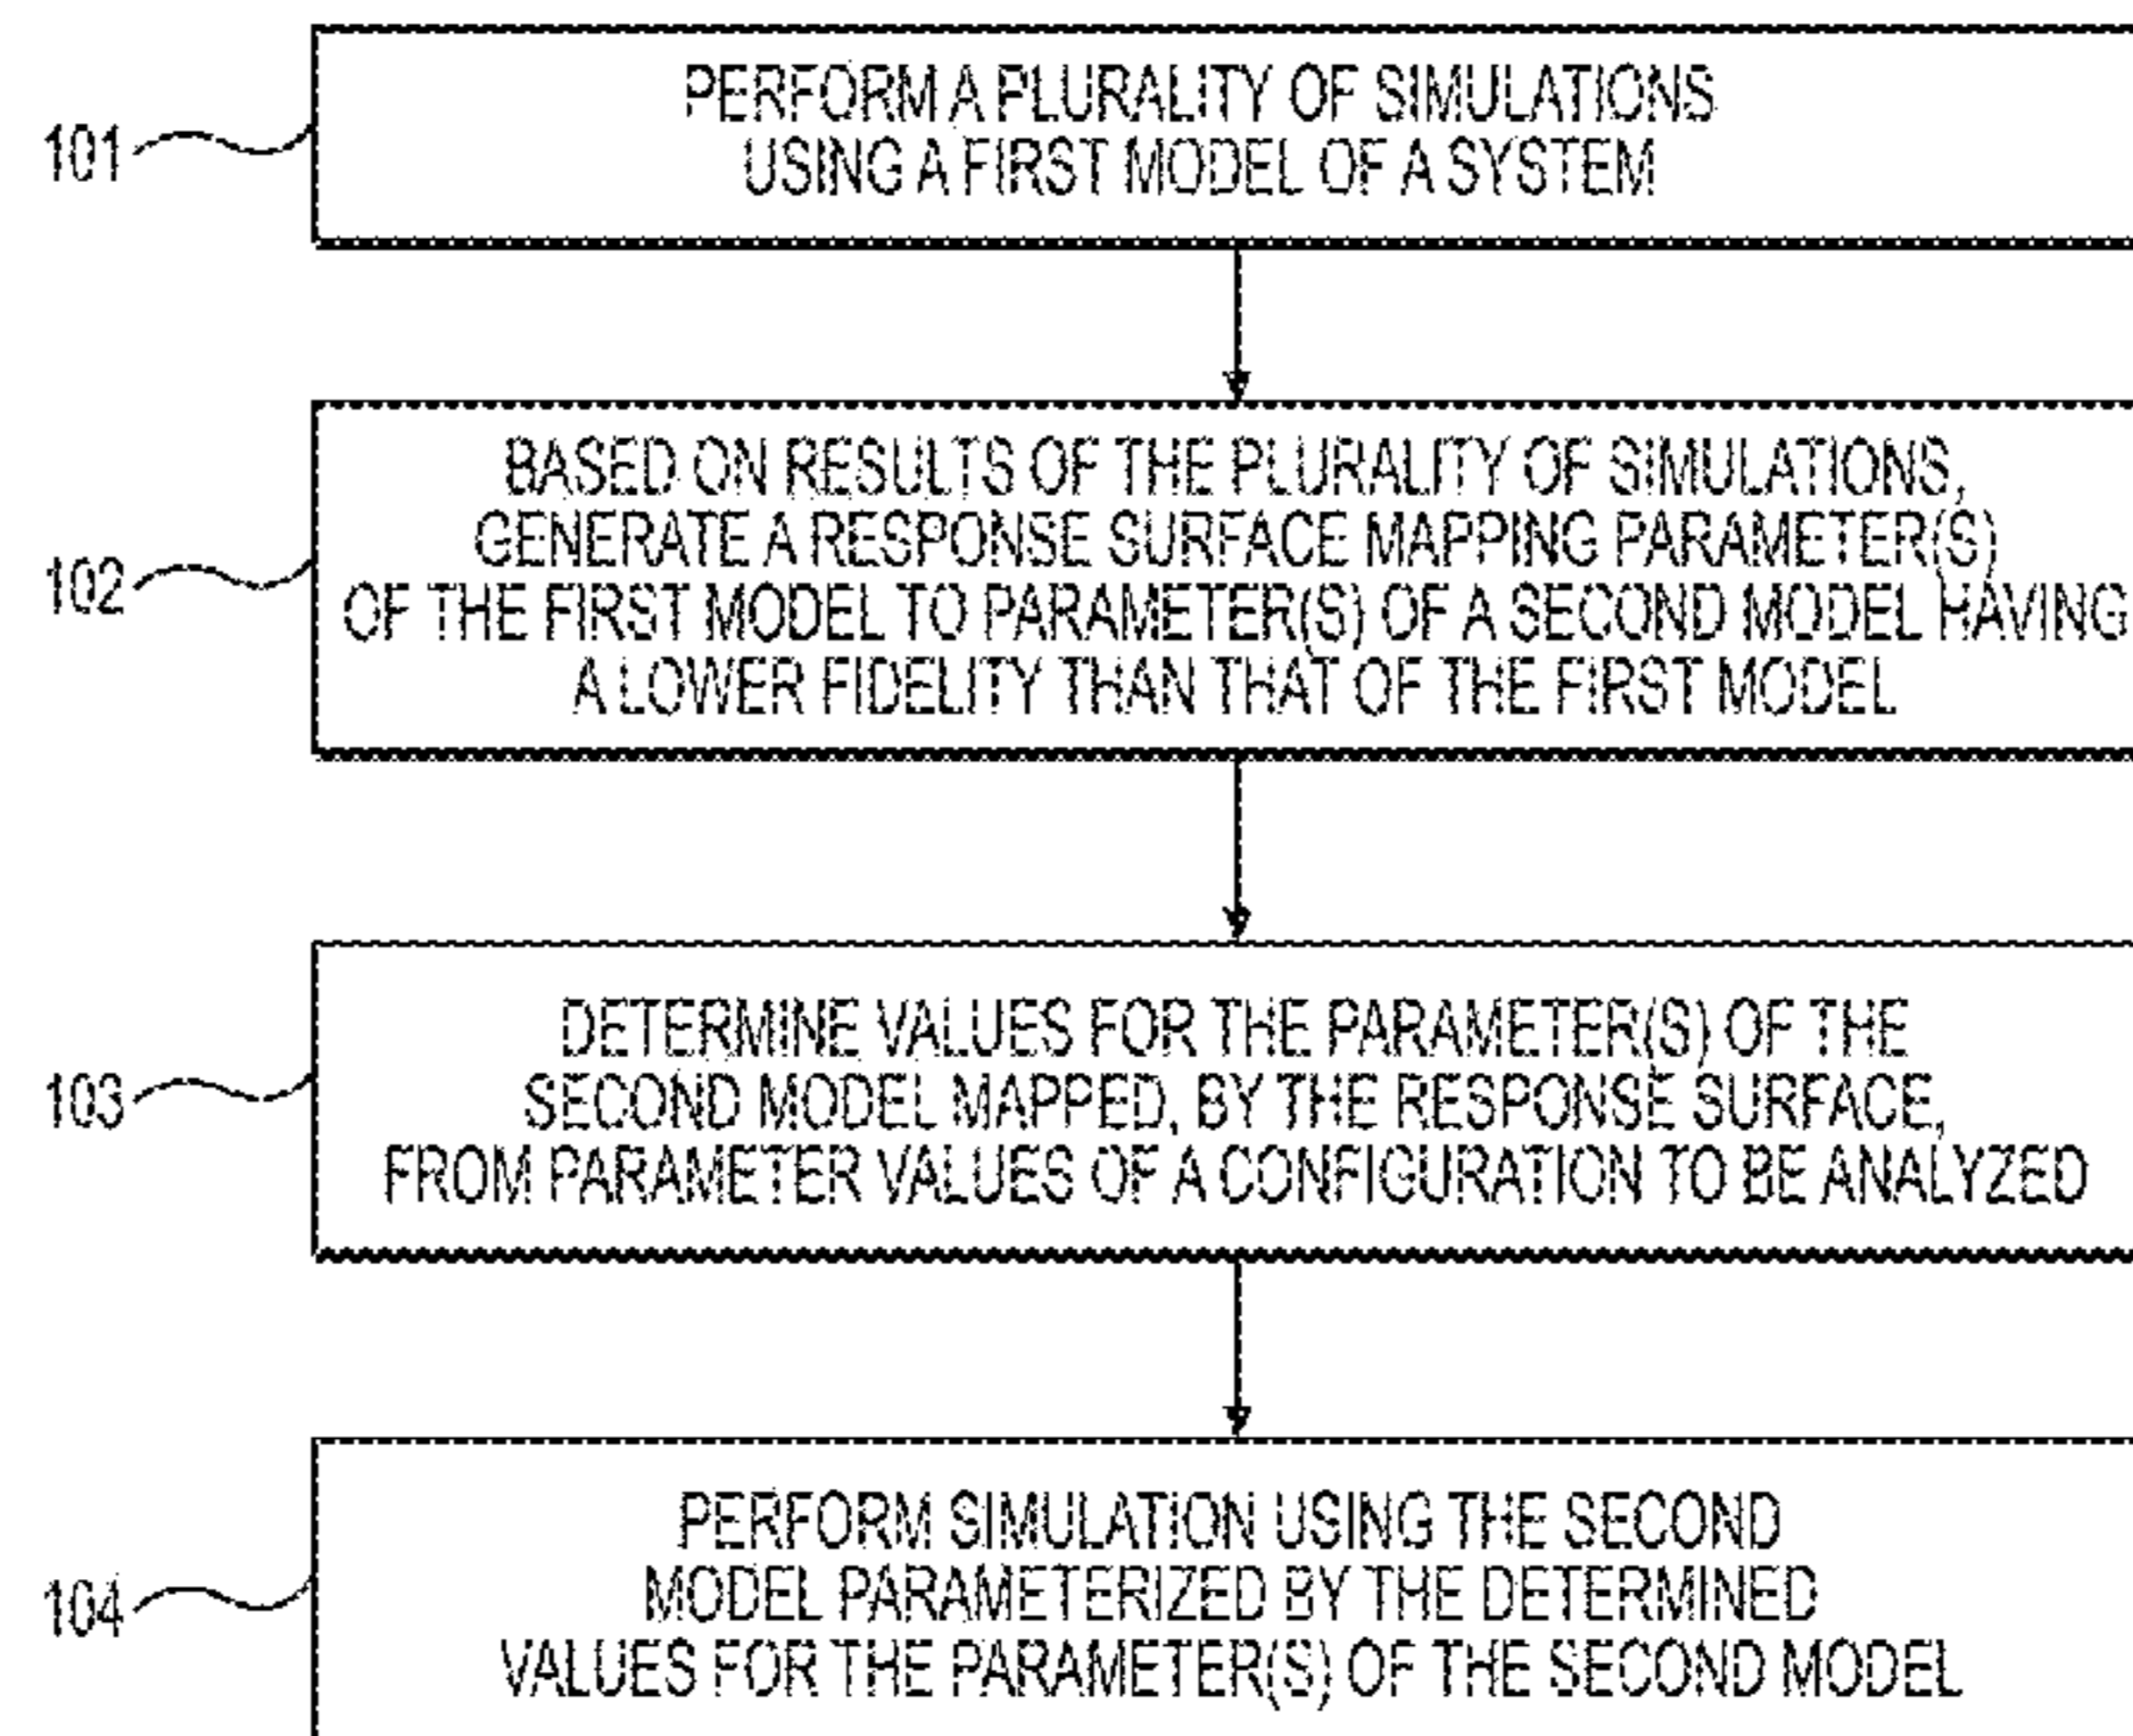 PERFORM A PLURALITY OF SIMULATIONS
USING A FIRST MODEL OF A SYSTEM
101
BASED ON RESULTS OF THE PLURALITY OF SIMULATIONS,
GENERATE A RESPONSE SURFACE MAPPING PARAMETER(S)
OF THE FIRST MODEL TO PARAMETER(S) OF A SECOND MODEL HAVING
A LOWER FIDELITY THAN THAT OF THE FIRST MODEL
102
DETERMINE VALUES FOR THE PARAMETER(S) OF THE
SECOND MODEL MAPPED, BY THE RESPONSE SURFACE,
FROM PARAMETER VALUES OF A CONFIGURATION TO BE ANALYZED
103
PERFORM SIMULATION USING THE SECOND
MODEL PARAMETERIZED BY THE DETERMINED
VALUES FOR THE PARAMETER(S) OF THE SECOND MODEL
104